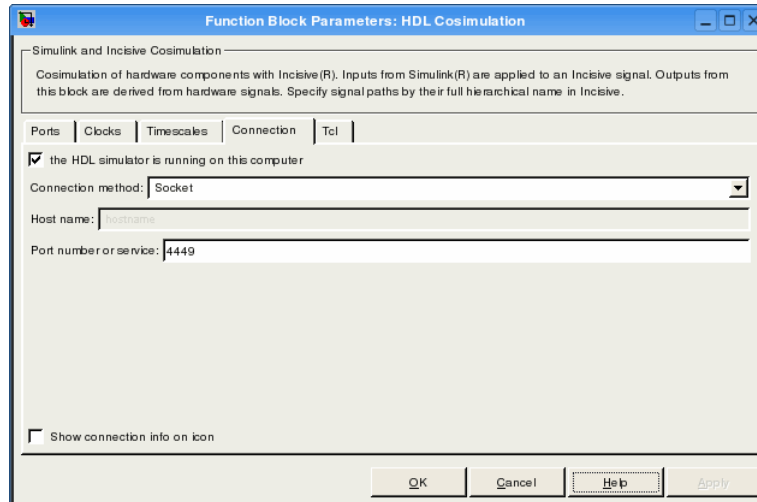 Function Block Parameters: HDL Cosimulation
Simulink and Incisive Cosimulation
Cosimulation of hardware components with Incisive(R). Inputs from Simulink(R) are applied to an Incisive signal. Outputs from
this block are derived from hardware signals. Specify signal paths by their full hierarchical name in Incisive.
Ports Clocks Timescales Connection Tcl
the HDL simulator is running on this computer
Connection method: Socket
Host name: hostname
Port number or service: 4449
Show connection info on icon
OK Cancel Help Apply